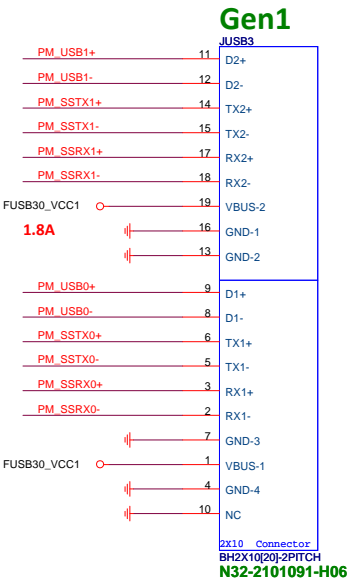 Gen1
JUSB3
PM_USB1+ 11 D2+
PM_USB1- 12 D2-
PM_SSTX1+ 14 TX2+
PM_SSTX1- 15 TX2-
PM_SSRX1+ 17 RX2+
PM_SSRX1- 18 RX2-
FUSB30_VCC1 19 VBUS-2
1.8A 16 GND-1
13 GND-2
PM_USB0+ 9 D1+
PM_USB0- 8 D1-
PM_SSTX0+ 6 TX1+
PM_SSTX0- 5 TX1-
PM_SSRX0+ 3 RX1+
PM_SSRX0- 2 RX1-
7 GND-3
FUSB30_VCC1 1 VBUS-1
4 GND-4
10 NC
2X10 Connector
BH2X10[20]-2PITCH
N32-2101091-H06